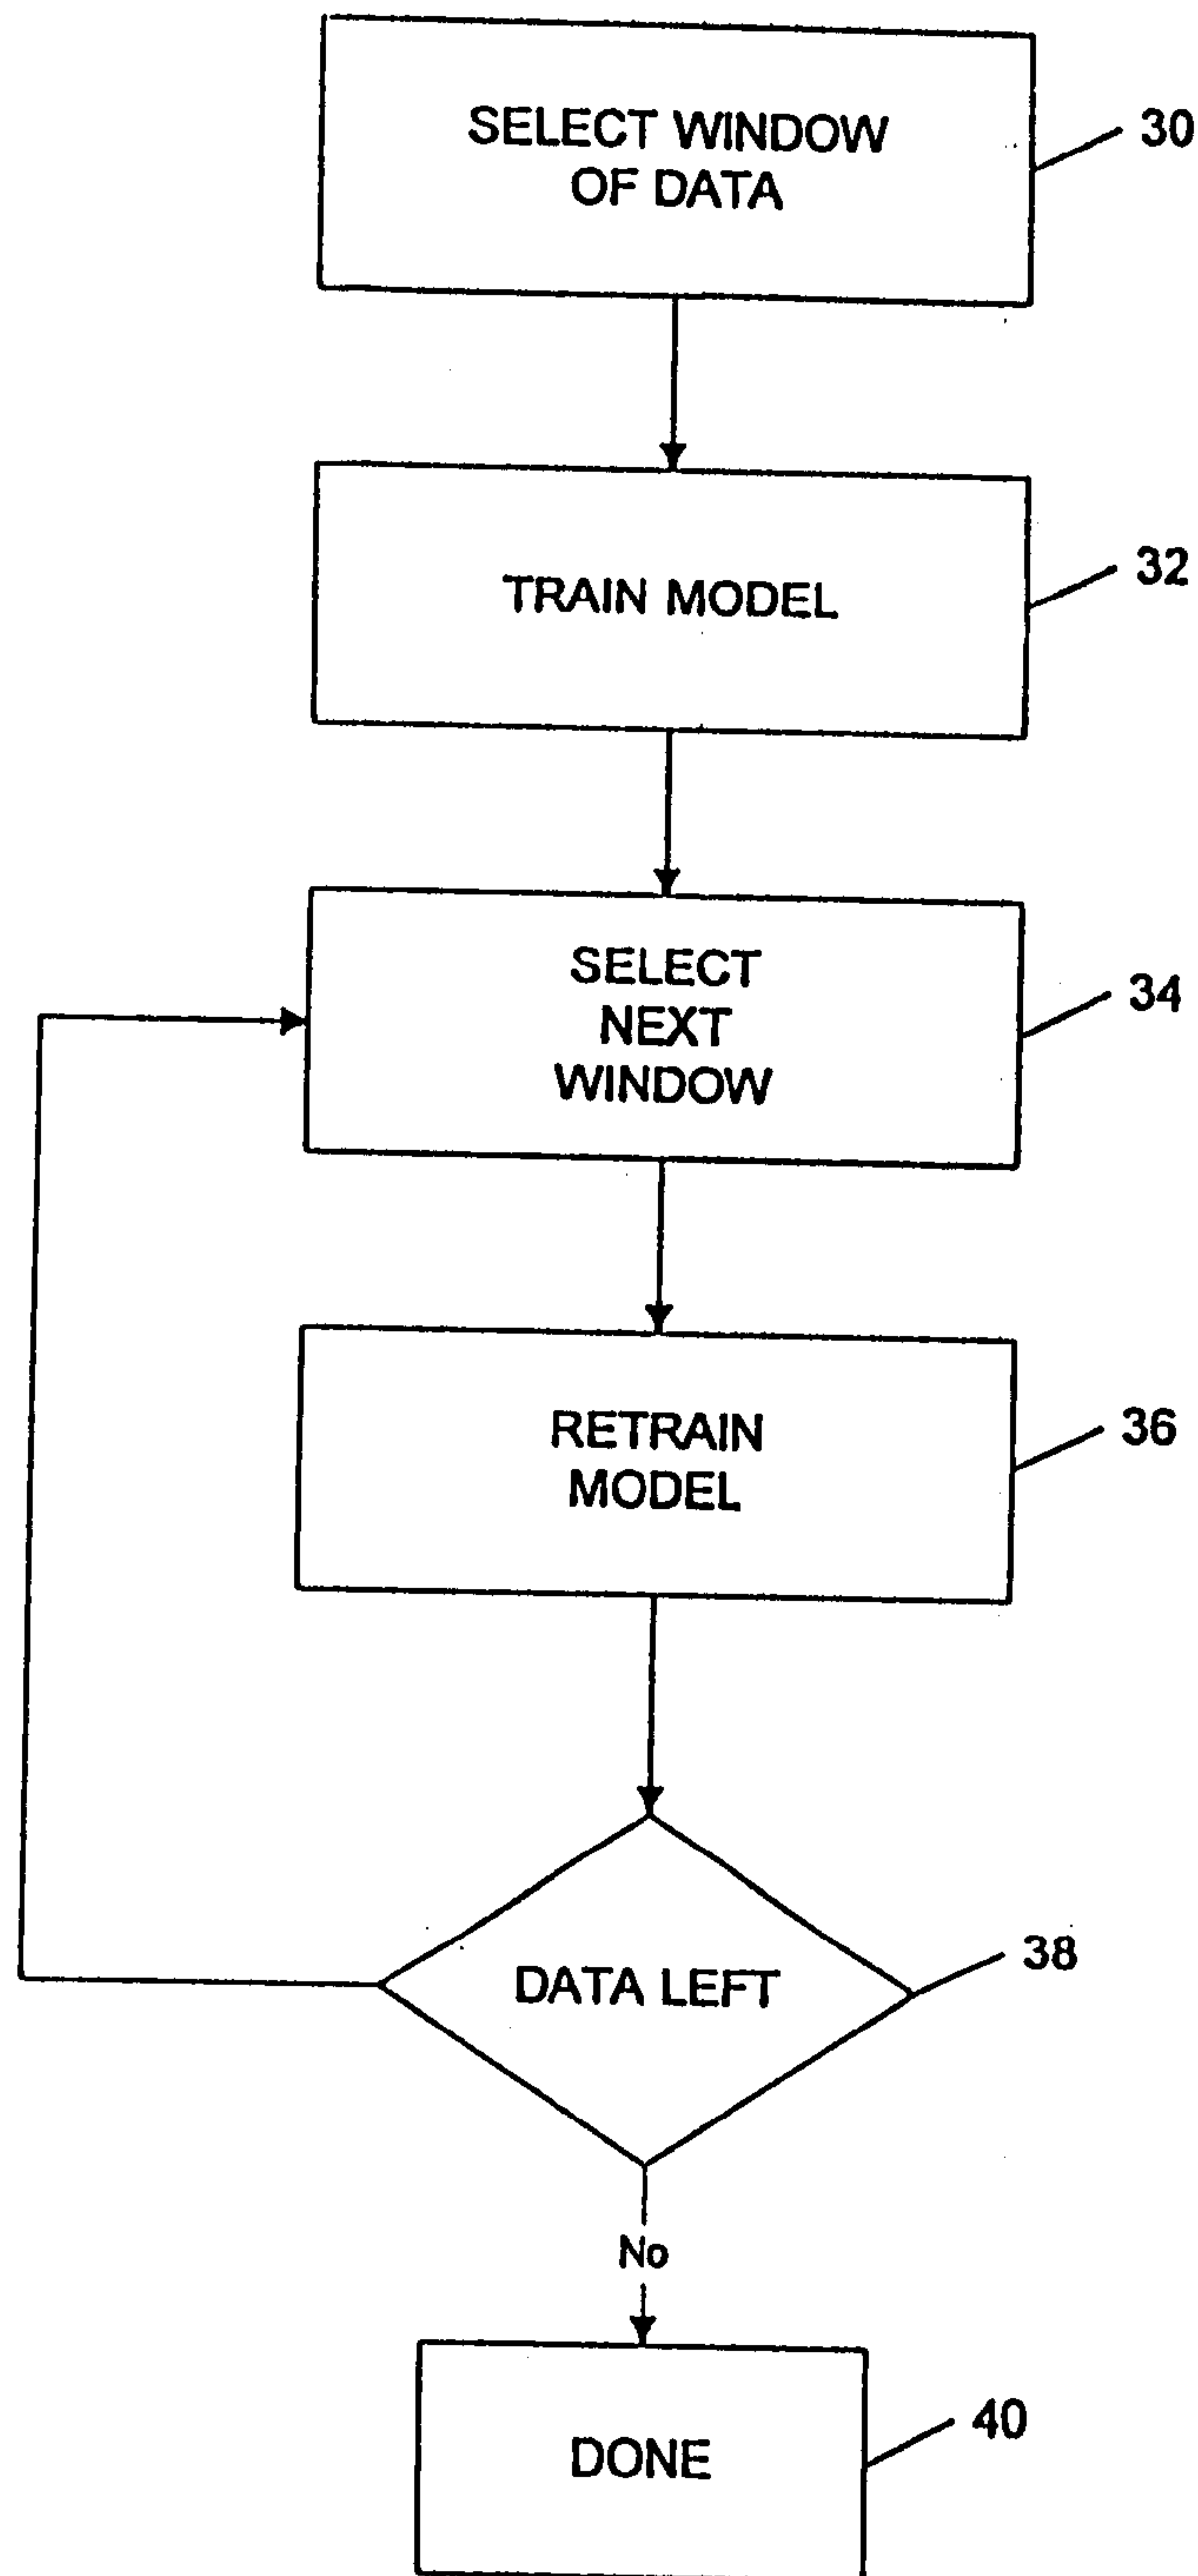 SELECT WINDOW
OF DATA
30
TRAIN MODEL
32
SELECT
NEXT
WINDOW
34
RETRAIN
MODEL
36
DATA LEFT
38
No
DONE
40